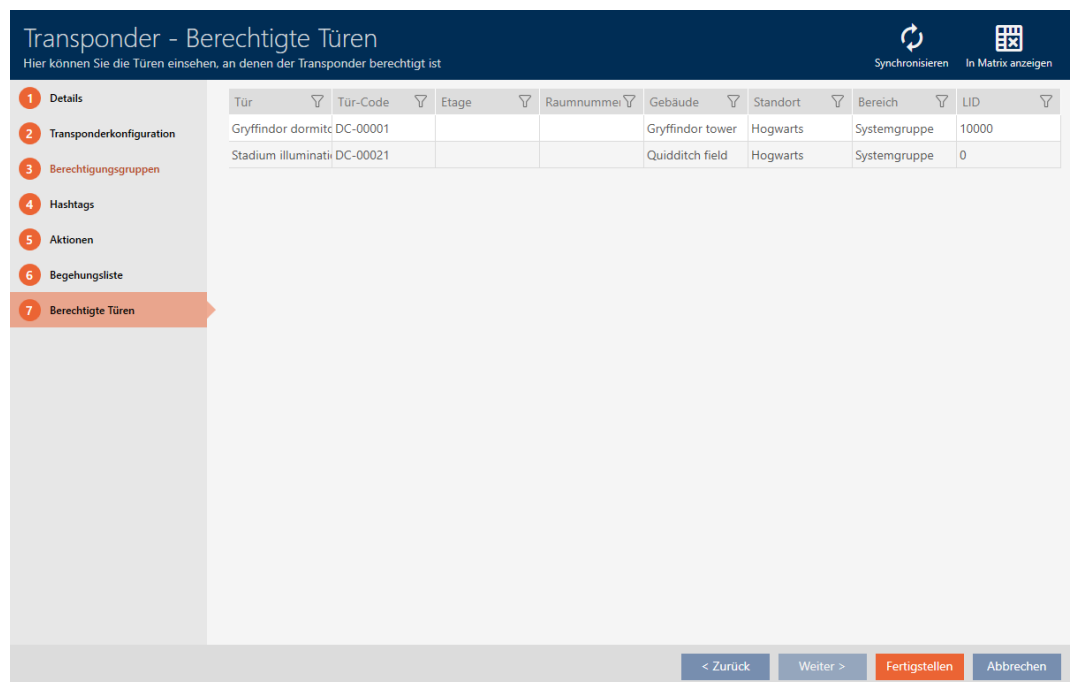 Transponder - Berechtigte Türen
Hier können Sie die Türen einsehen, an denen der Transponder berechtigt ist
Synchronisieren
In Matrix anzeigen
1 Details
2 Transponderkonfiguration
3 Berechtigungsgruppen
4 Hashtags
5 Aktionen
6 Begehungsliste
7 Berechtigte Türen
Tür Tür-Code Etage Raumnummer Gebäude Standort Bereich LID
Gryffindor dormito DC-00001 Gryffindor tower Hogwarts Systemgruppe 10000
Stadium illuminati DC-00021 Quidditch field Hogwarts Systemgruppe 0
< Zurück
Weiter >
Fertigstellen
Abbrechen